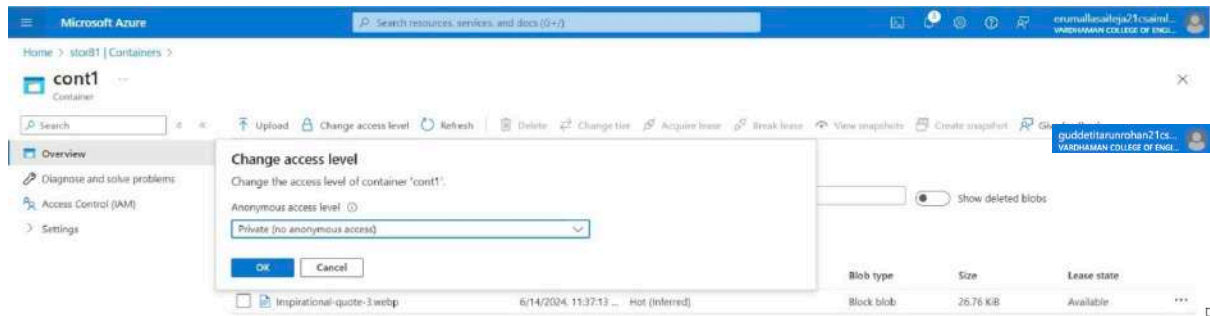 Microsoft Azure
Search resources, services, and docs (G+/)
erumallasaiteja21csaiml...
VARDHAMAN COLLEGE OF ENGI...
Home > stor81 | Containers >
cont1 ...
Container
Search
Upload Change access level Refresh Delete Change tier Acquire lease Break lease View snapshots Create snapshot
guddetitarunrohan21cs...
VARDHAMAN COLLEGE OF ENGI...
Overview
Diagnose and solve problems
Access Control (IAM)
Settings
Change access level
Change the access level of container 'cont1'.
Anonymous access level
Private (no anonymous access)
OK Cancel
Show deleted blobs
Blob type Size Lease state
Inspirational-quote-3.webp 6/14/2024, 11:37:13 ... Hot (Inferred) Block blob 26.76 KiB Available ...